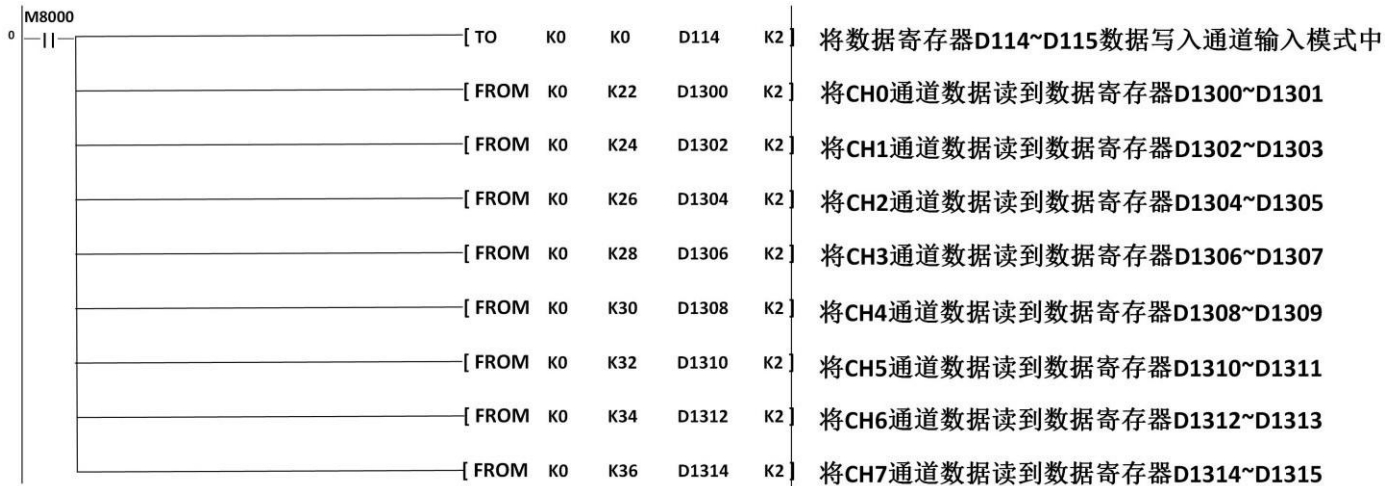 M8000
0
[ TO K0 K0 D114 K2 ] 将数据寄存器D114~D115数据写入通道输入模式中
[ FROM K0 K22 D1300 K2 ] 将CH0通道数据读到数据寄存器D1300~D1301
[ FROM K0 K24 D1302 K2 ] 将CH1通道数据读到数据寄存器D1302~D1303
[ FROM K0 K26 D1304 K2 ] 将CH2通道数据读到数据寄存器D1304~D1305
[ FROM K0 K28 D1306 K2 ] 将CH3通道数据读到数据寄存器D1306~D1307
[ FROM K0 K30 D1308 K2 ] 将CH4通道数据读到数据寄存器D1308~D1309
[ FROM K0 K32 D1310 K2 ] 将CH5通道数据读到数据寄存器D1310~D1311
[ FROM K0 K34 D1312 K2 ] 将CH6通道数据读到数据寄存器D1312~D1313
[ FROM K0 K36 D1314 K2 ] 将CH7通道数据读到数据寄存器D1314~D1315